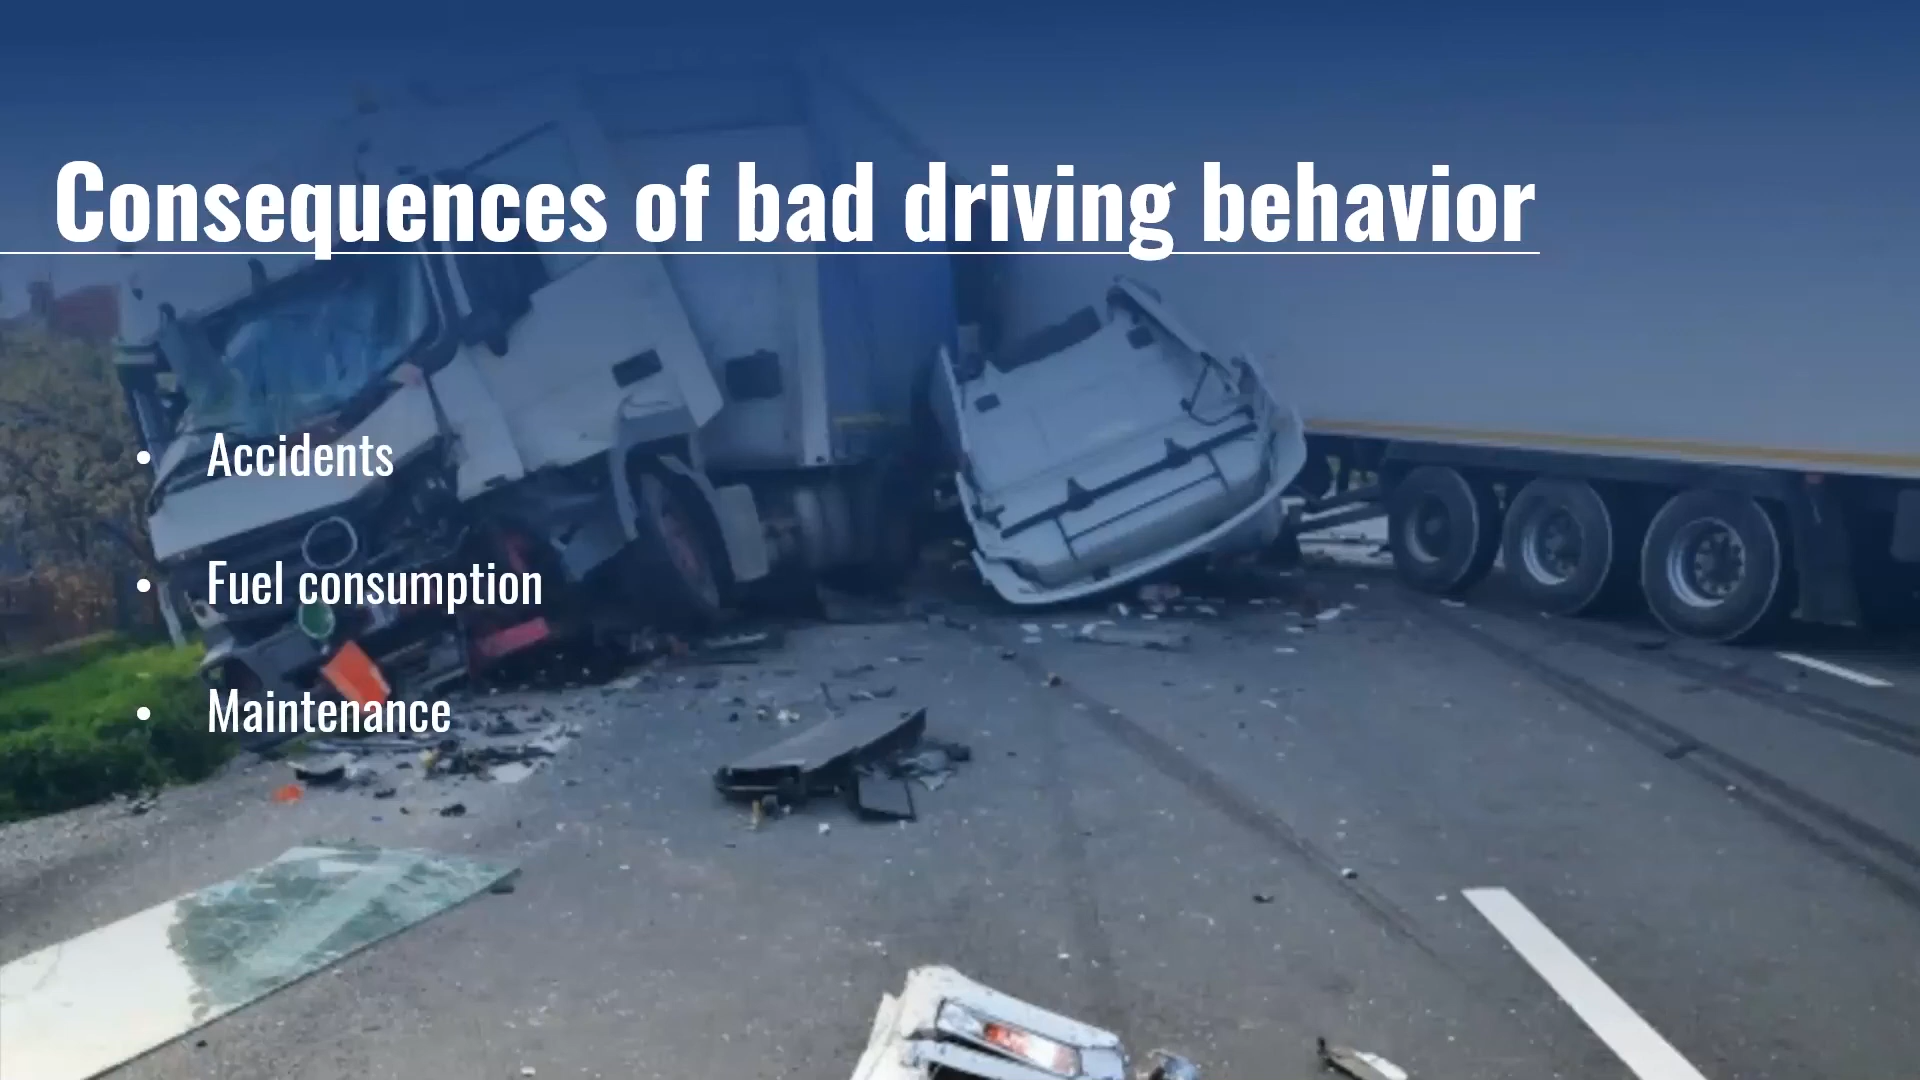 Consequences of bad driving behavior
• Accidents
• Fuel consumption
• Maintenance